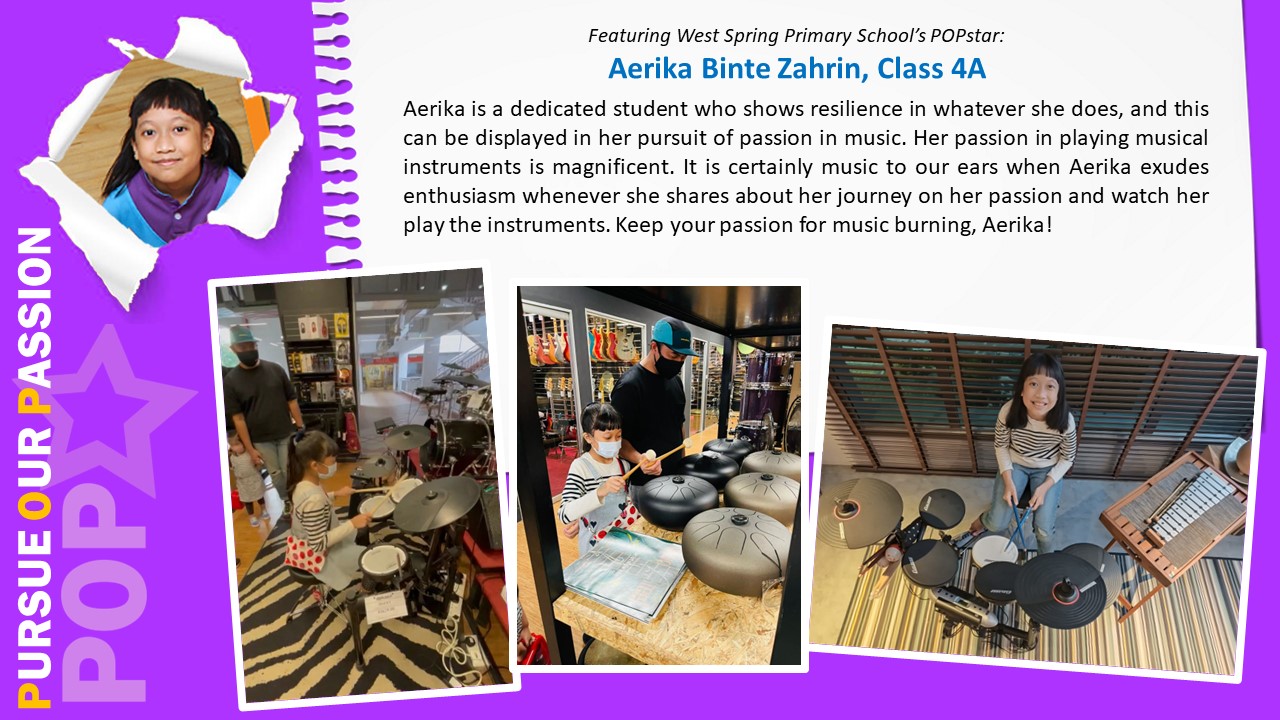 Featuring West Spring Primary School's POPstar:
Aerika Binte Zahrin, Class 4A
Aerika is a dedicated student who shows resilience in whatever she does, and this
can be displayed in her pursuit of passion in music. Her passion in playing musical
instruments is magnificent. It is certainly music to our ears when Aerika exudes
enthusiasm whenever she shares about her journey on her passion and watch her
play the instruments. Keep your passion for music burning, Aerika!
PURSUE OUR PASSION
POP